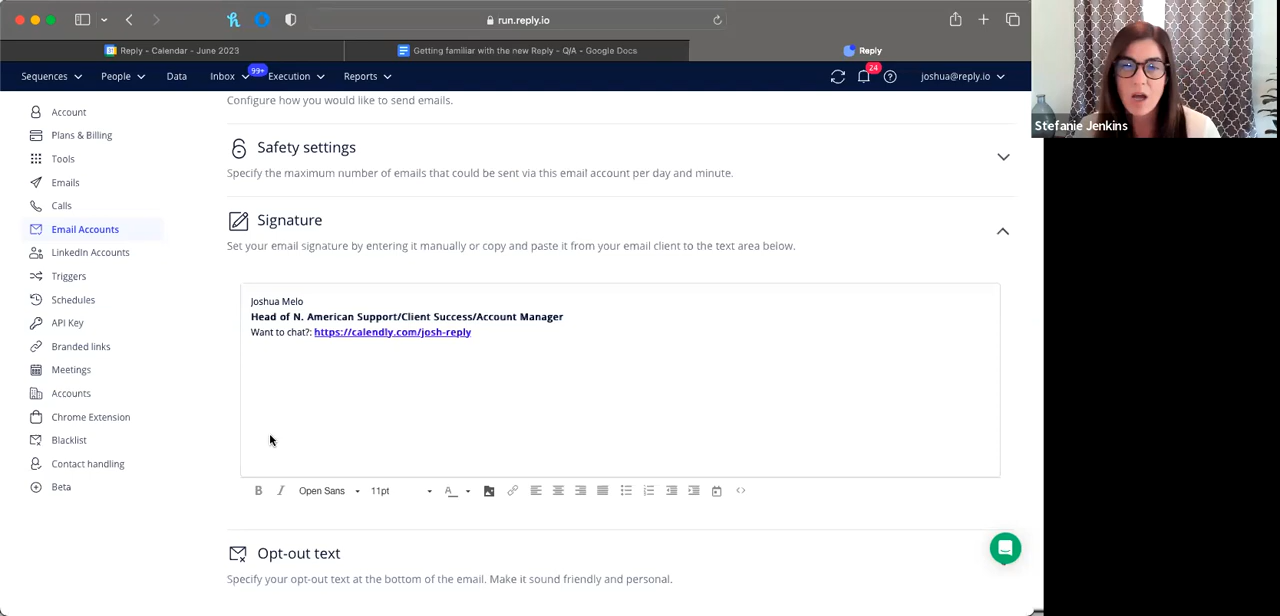 run.reply.io
Reply - Calendar - June 2023
Getting familiar with the new Reply - Q/A - Google Docs
Reply
Sequences
People
Data
Inbox
99+
Execution
Reports
24
joshua@reply.io
Stefanie Jenkins
Account
Plans & Billing
Tools
Emails
Calls
Email Accounts
LinkedIn Accounts
Triggers
Schedules
API Key
Branded links
Meetings
Accounts
Chrome Extension
Blacklist
Contact handling
Beta
Configure how you would like to send emails.
Safety settings
Specify the maximum number of emails that could be sent via this email account per day and minute.
Signature
Set your email signature by entering it manually or copy and paste it from your email client to the text area below.
Joshua Melo
Head of N. American Support/Client Success/Account Manager
Want to chat?: https://calendly.com/josh-reply
B I Open Sans 11pt A
Opt-out text
Specify your opt-out text at the bottom of the email. Make it sound friendly and personal.